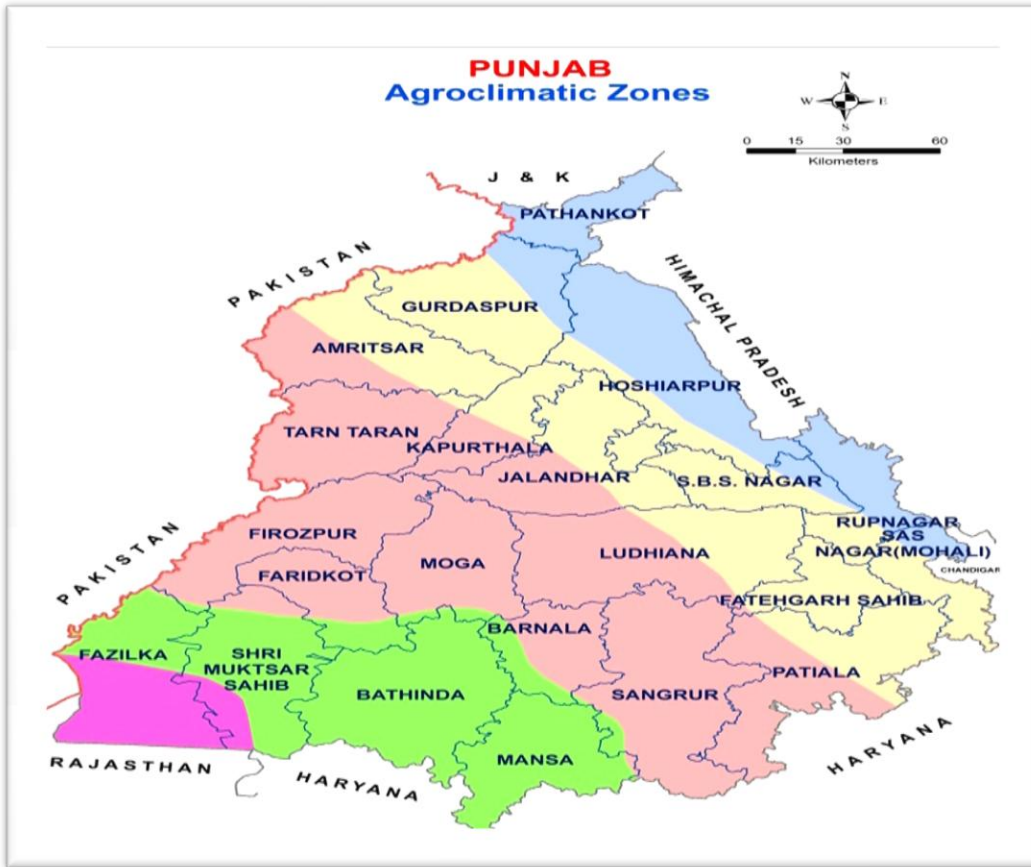 PUNJAB
Agroclimatic Zones
N
W E
S
0 15 30 60
Kilometers
J & K
PATHANKOT
PAKISTAN
HIMACHAL PRADESH
GURDASPUR
AMRITSAR
HOSHIARPUR
TARN TARAN
KAPURTHALA
JALANDHAR
S.B.S. NAGAR
RUPNAGAR
SAS
NAGAR(MOHALI)
CHANDIGAR
FIROZPUR
MOGA
LUDHIANA
FARIDKOT
PAKISTAN
FATEHGARH SAHIB
BARNALA
FAZILKA
SHRI
MUKTSAR
SAHIB
BATHINDA
SANGRUR
PATIALA
MANSA
RAJASTHAN
HARYANA
HARYANA